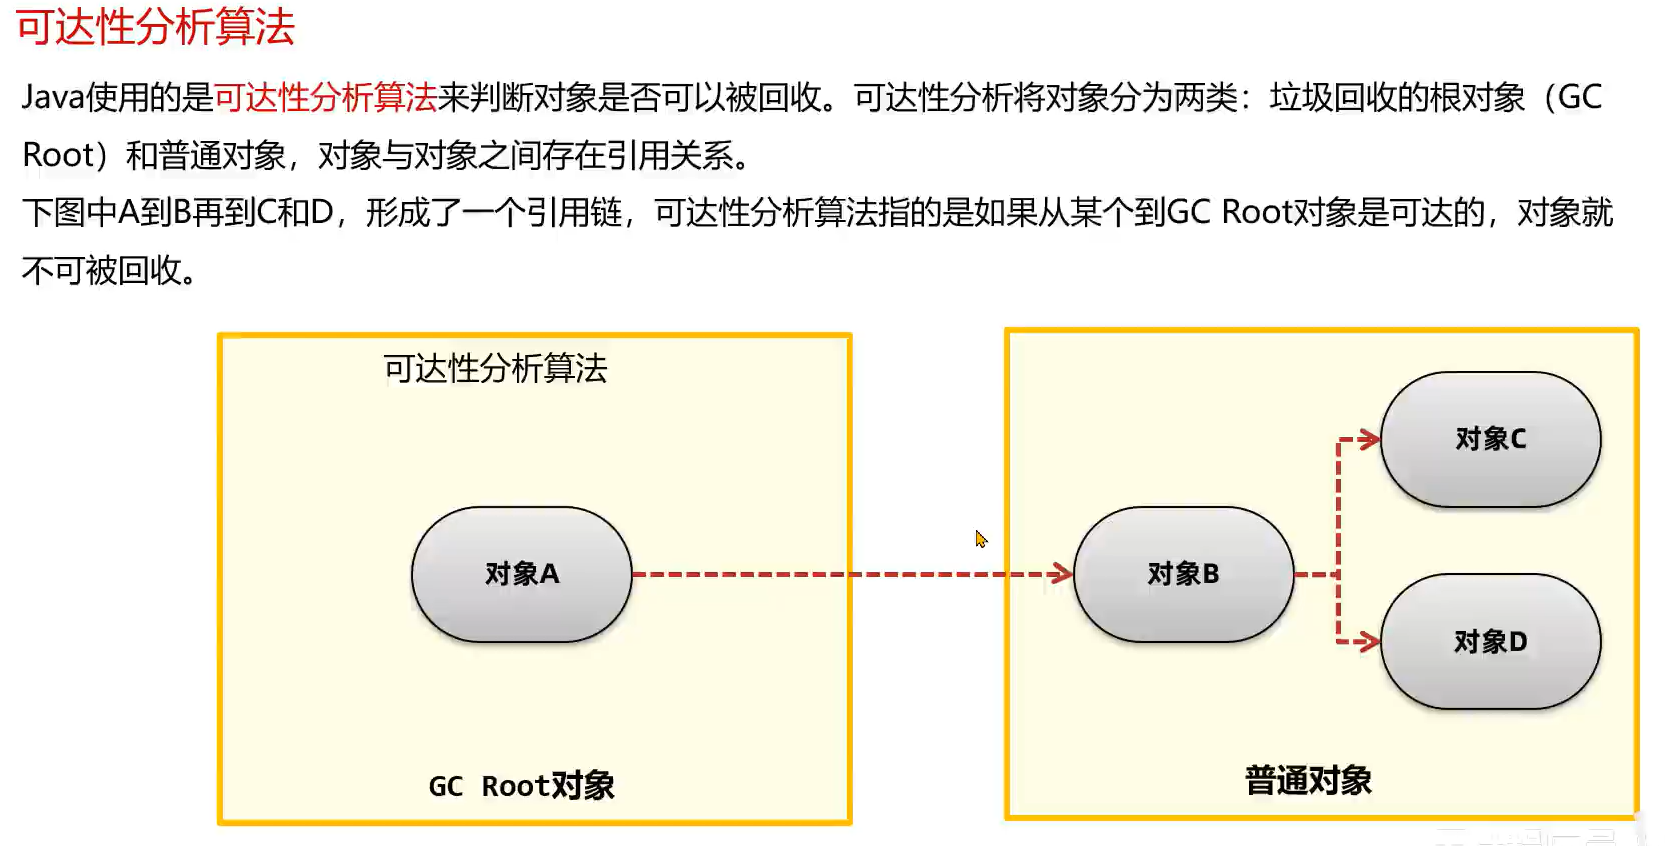 可达性分析算法
Java使用的是可达性分析算法来判断对象是否可以被回收。可达性分析将对象分为两类：垃圾回收的根对象（GC
Root）和普通对象，对象与对象之间存在引用关系。
下图中A到B再到C和D，形成了一个引用链，可达性分析算法指的是如果从某个到GC Root对象是可达的，对象就
不可被回收。
可达性分析算法
对象A
GC Root对象
对象B
对象C
对象D
普通对象